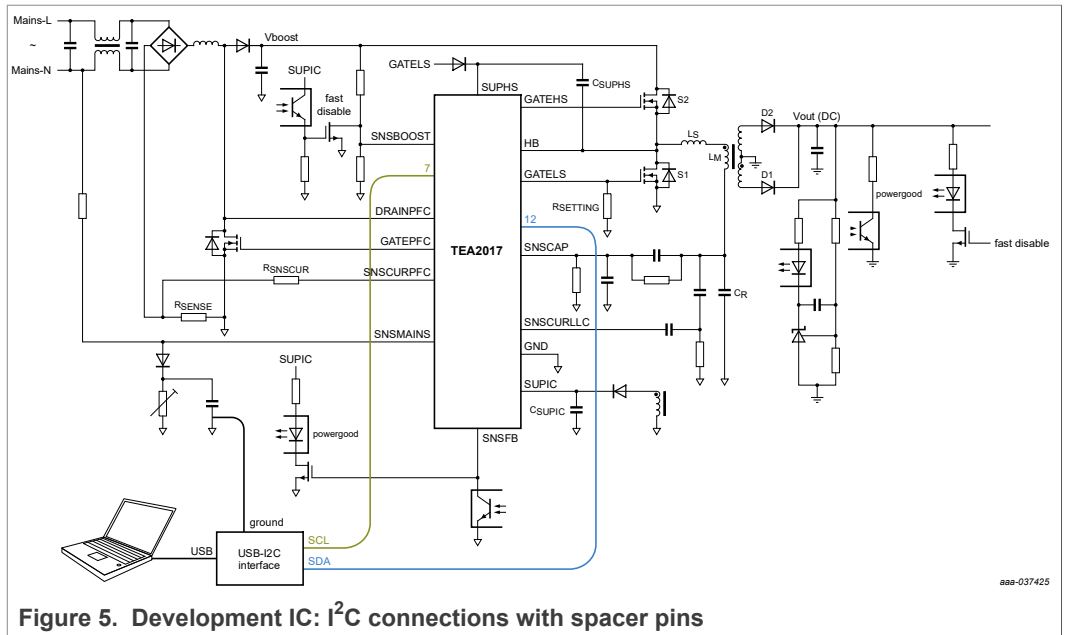 Mains-L
~
Mains-N
Vboost
SUPIC
fast
disable
GATELS
SUPHS
CSUPHS
GATEHS
S2
SNSBOOST
HB
LS
LM
D2
Vout (DC)
7
GATELS
S1
D1
powergood
RSETTING
DRAINPFC
12
GATEPFC
TEA2017
SNSCAP
fast disable
RSNSCUR
SNSCURPFC
RSENSE
CR
SNSMAINS
SNSCURLLC
GND
SUPIC
SUPIC
CSUPIC
powergood
SNSFB
ground
USB
USB-I2C
interface
SCL
SDA
aaa-037425
Figure 5. Development IC: I²C connections with spacer pins